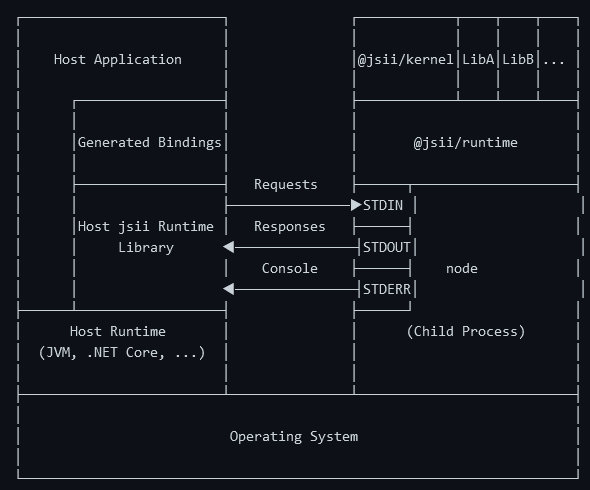 Host Application
@jsii/kernel LibA LibB ...
Generated Bindings
@jsii/runtime
Requests
STDIN
Host jsii Runtime
Library
Responses
STDOUT
Console
node
STDERR
Host Runtime
(JVM, .NET Core, ...)
(Child Process)
Operating System